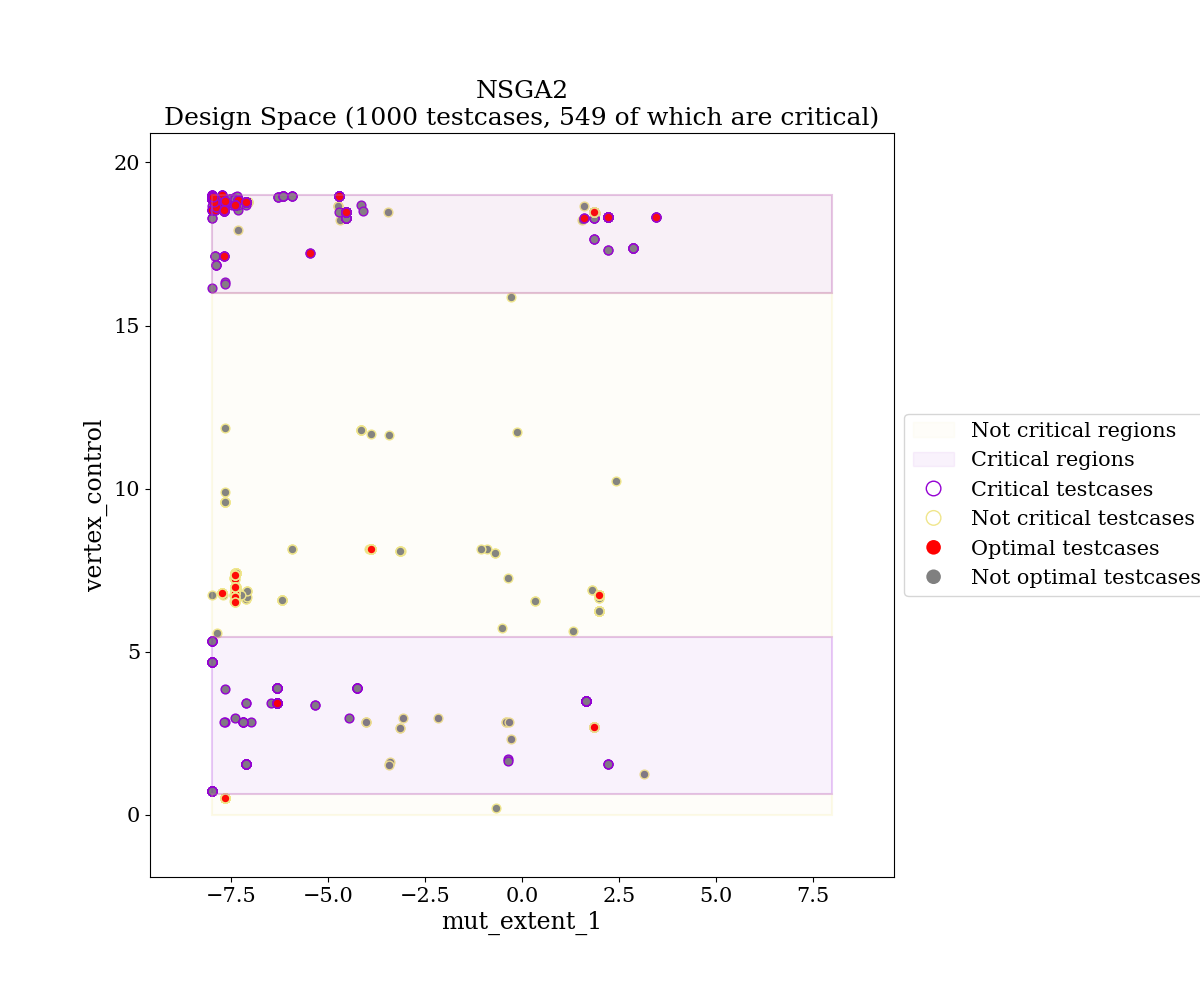 NSGA2
Design Space (1000 testcases, 549 of which are critical)
20
15
10
5
0
vertex_control
−7.5
−5.0
−2.5
0.0
2.5
5.0
7.5
mut_extent_1
Not critical regions
Critical regions
Critical testcases
Not critical testcases
Optimal testcases
Not optimal testcases